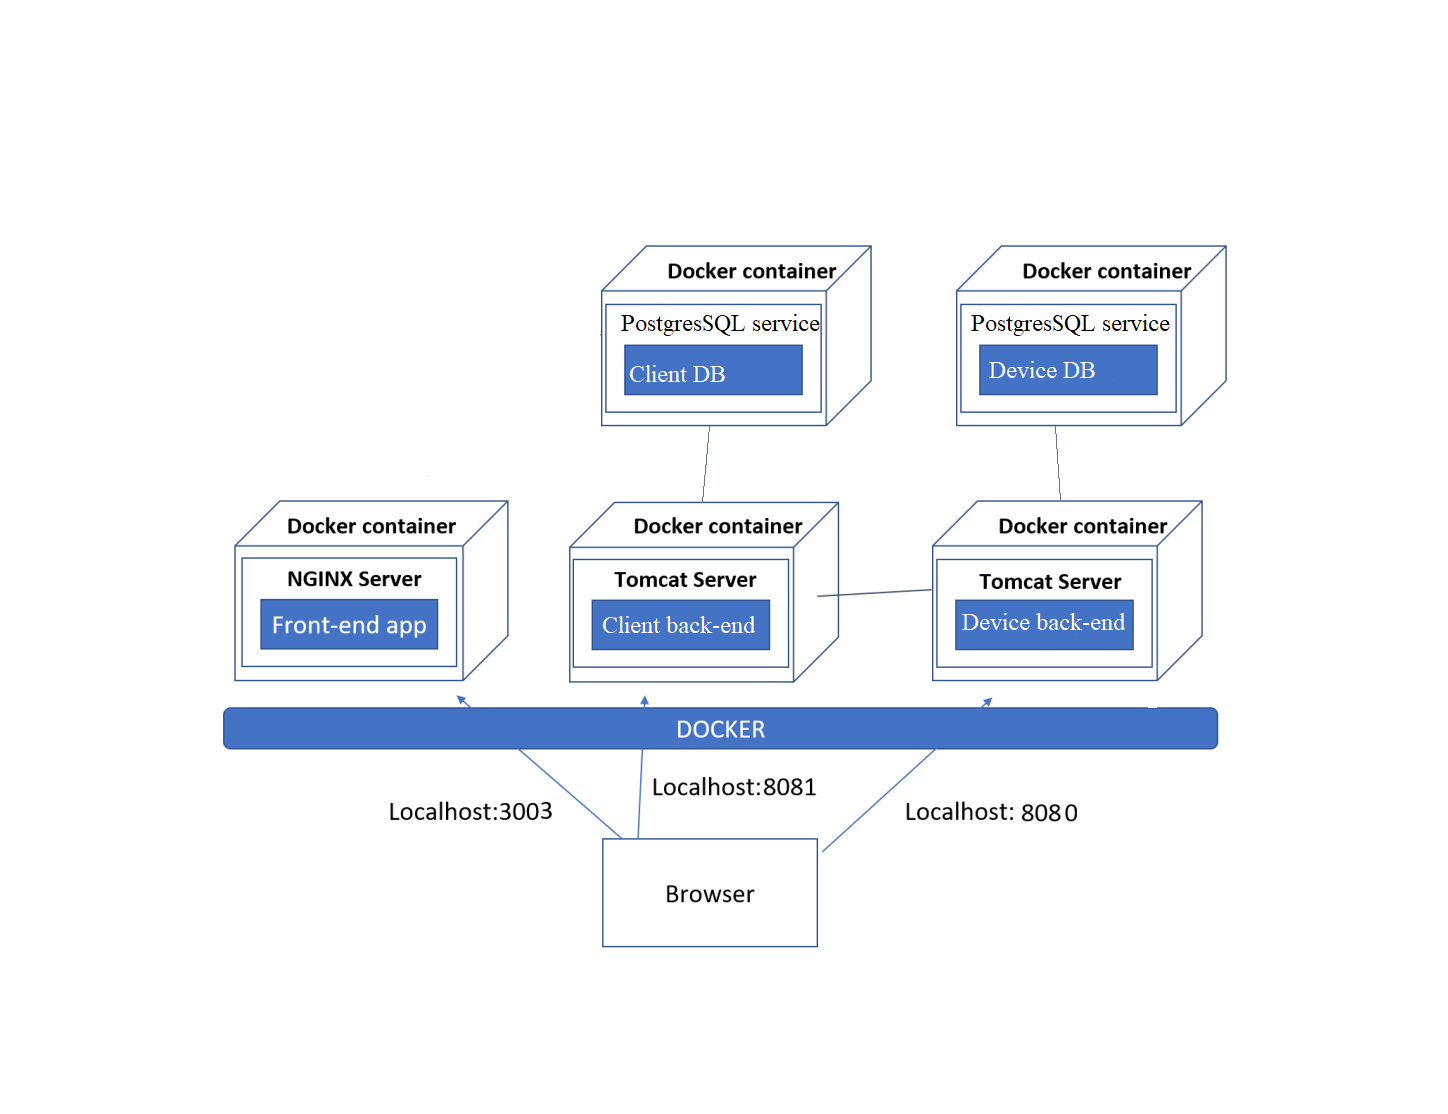 Docker container
PostgresSQL service
Client DB
Docker container
PostgresSQL service
Device DB
Docker container
NGINX Server
Front-end app
Docker container
Tomcat Server
Client back-end
Docker container
Tomcat Server
Device back-end
DOCKER
Localhost:3003
Localhost:8081
Localhost: 8080
Browser